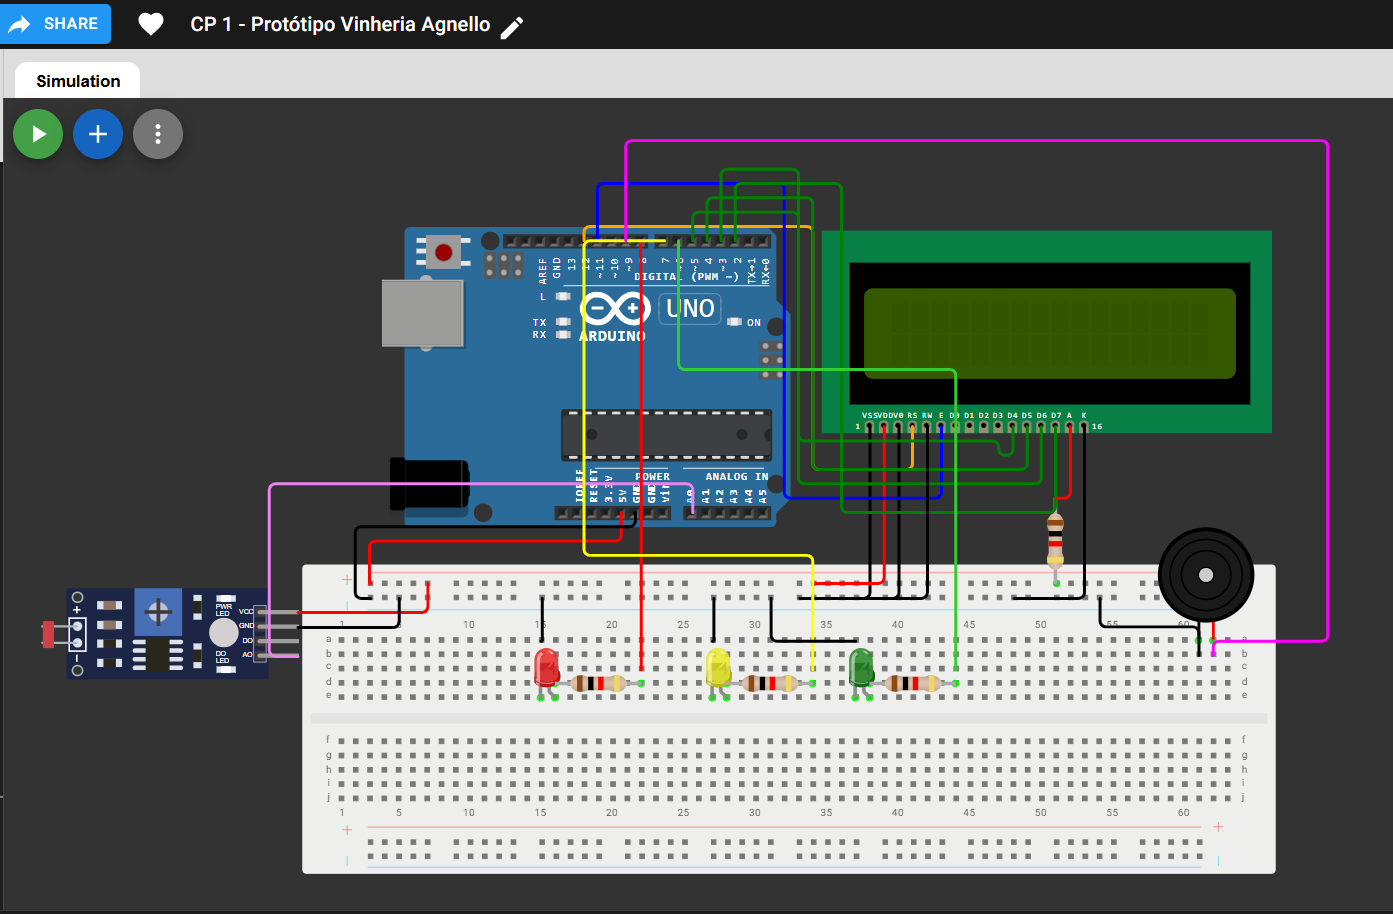 SHARE
CP 1 - Protótipo Vinheria Agnello
Simulation
AREF
GND
13
12
~11
~10
~9
8
7
~6
~5
4
~3
2
TX→1
RX←0
DIGITAL (PWM ~)
L
TX
RX
UNO
ON
ARDUINO
POWER
ANALOG IN
IOREF
RESET
3.3V
5V
GND
GND
Vin
A0
A1
A2
A3
A4
A5
VSS VDD V0 RS RW E D0 D1 D2 D3 D4 D5 D6 D7 A K
1 16
PWR
LED
DO
LED
VCC
GND
DO
AO
+
1 5 10 15 20 25 30 35 40 45 50 55 60
a a
b b
c c
d d
e e
f f
g g
h h
i i
j j
1 5 10 15 20 25 30 35 40 45 50 55 60
+ +